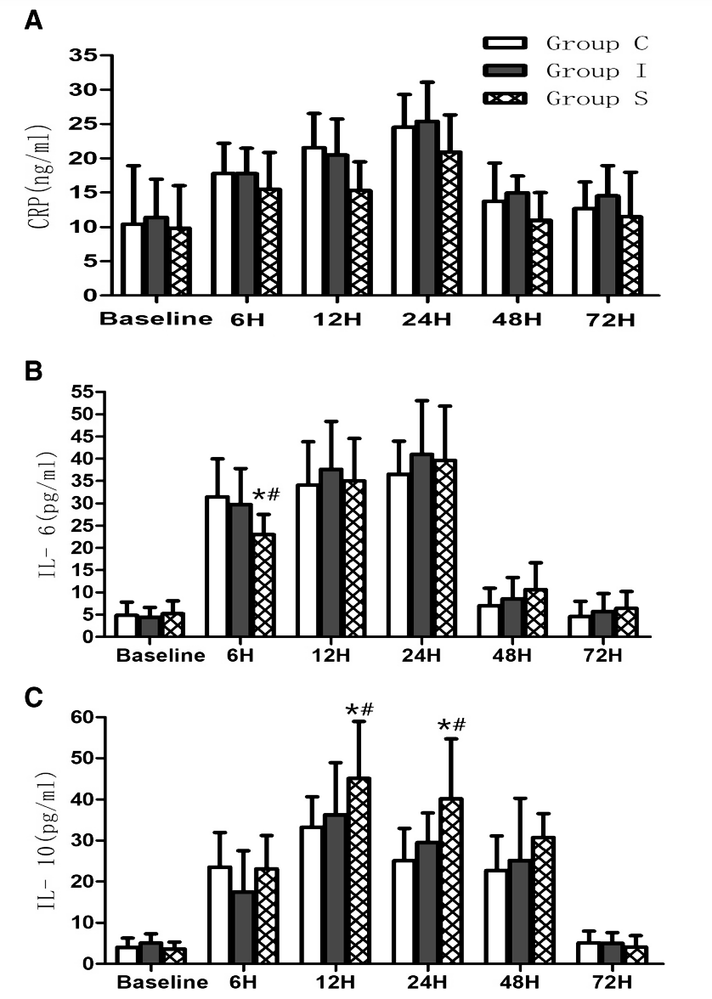 A
Group C
Group I
Group S
CRP(ng/ml)
35
30
25
20
15
10
5
0
Baseline 6H 12H 24H 48H 72H
B
IL- 6(pg/ml)
55
50
45
40
35
30
25
20
15
10
5
0
*#
Baseline 6H 12H 24H 48H 72H
C
IL- 10(pg/ml)
60
50
40
30
20
10
0
*#
*#
Baseline 6H 12H 24H 48H 72H